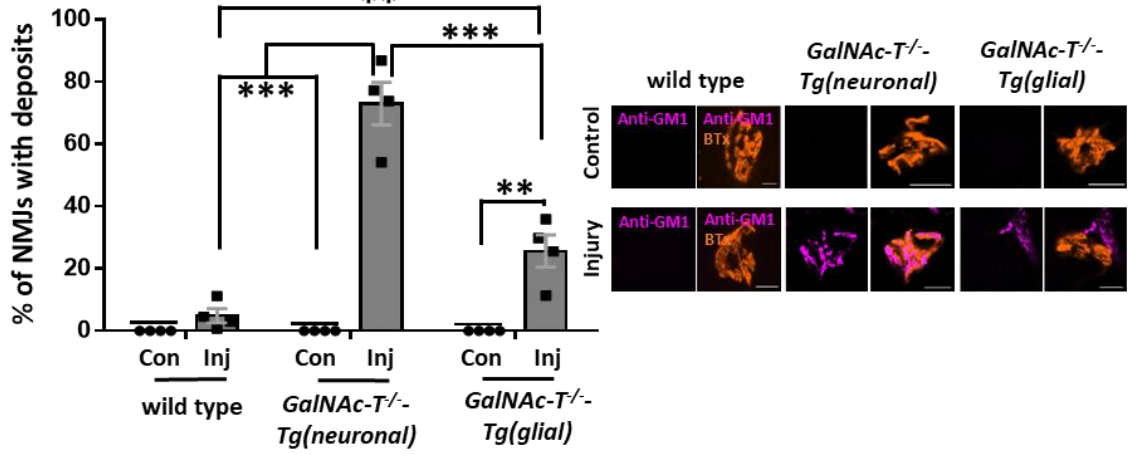 % of NMJs with deposits
100
80
60
40
20
0
**
***
***
**
Con Inj Con Inj Con Inj
wild type
GalNAc-T-/--
Tg(neuronal)
GalNAc-T-/--
Tg(glial)
wild type
GalNAc-T-/--
Tg(neuronal)
GalNAc-T-/--
Tg(glial)
Control
Anti-GM1
Anti-GM1
BTx
Injury
Anti-GM1
Anti-GM1
BTx